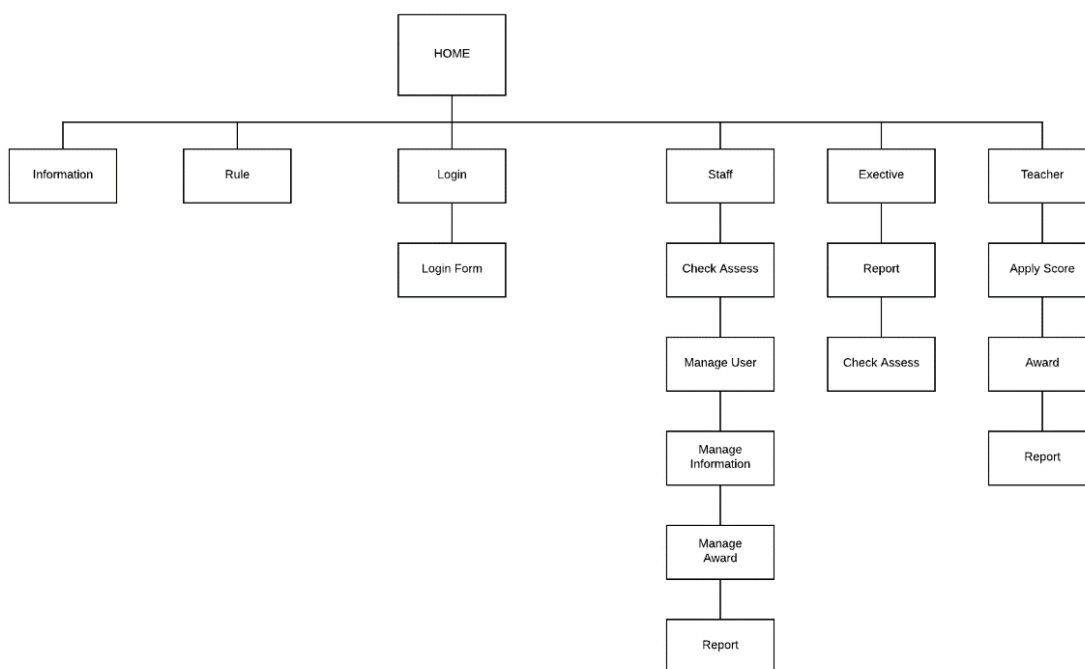 HOME
Information
Rule
Login
Staff
Exective
Teacher
Login Form
Check Assess
Report
Apply Score
Manage User
Check Assess
Award
Manage
Information
Report
Manage
Award
Report